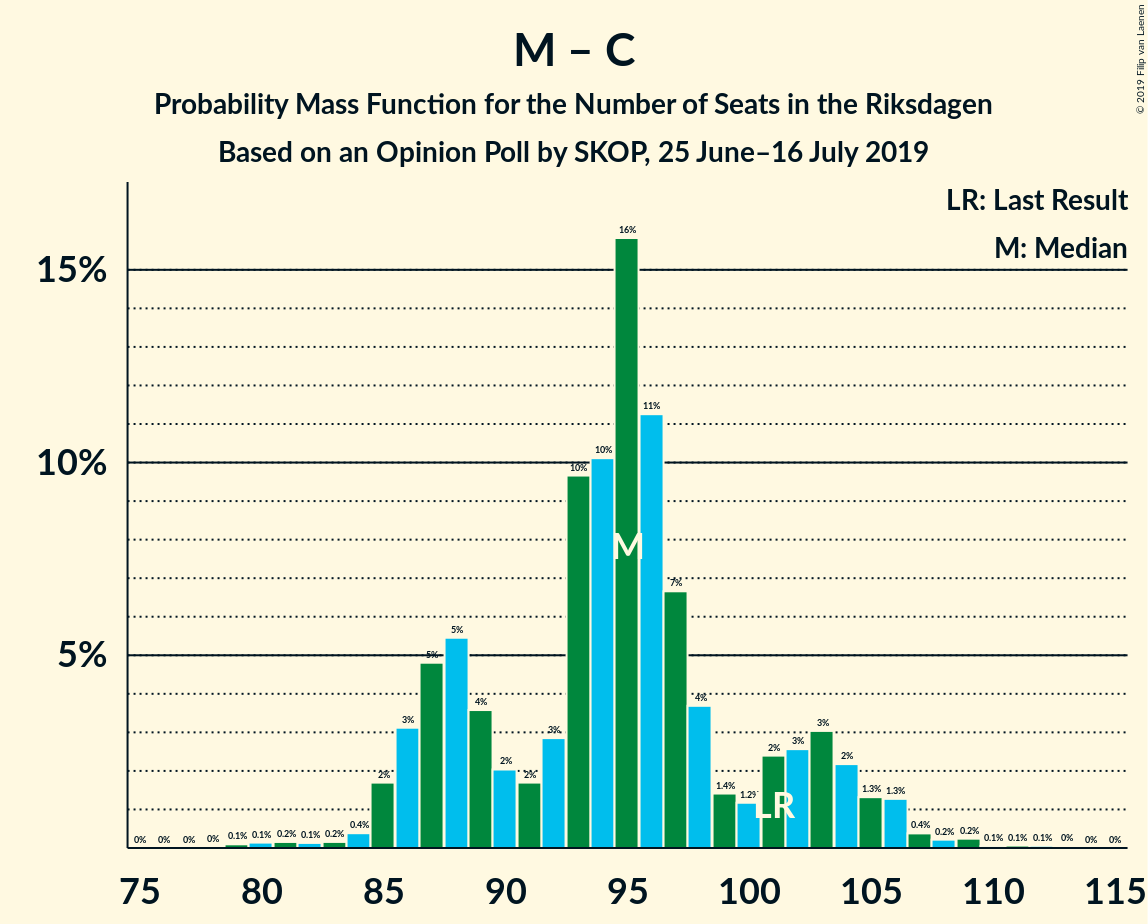 M – C
Probability Mass Function for the Number of Seats in the Riksdagen
Based on an Opinion Poll by SKOP, 25 June–16 July 2019
© 2019 Filip van Laenen
LR: Last Result
M: Median
15%
10%
5%
0% 0% 0% 0% 0.1% 0.1% 0.2% 0.1% 0.2% 0.4% 2% 3% 5% 5% 4% 2% 2% 3% 10% 10% 16% 11% 7% 4% 1.4% 1.2% 2% 3% 3% 2% 1.3% 1.3% 0.4% 0.2% 0.2% 0.1% 0.1% 0.1% 0% 0% 0%
M
LR
75 80 85 90 95 100 105 110 115